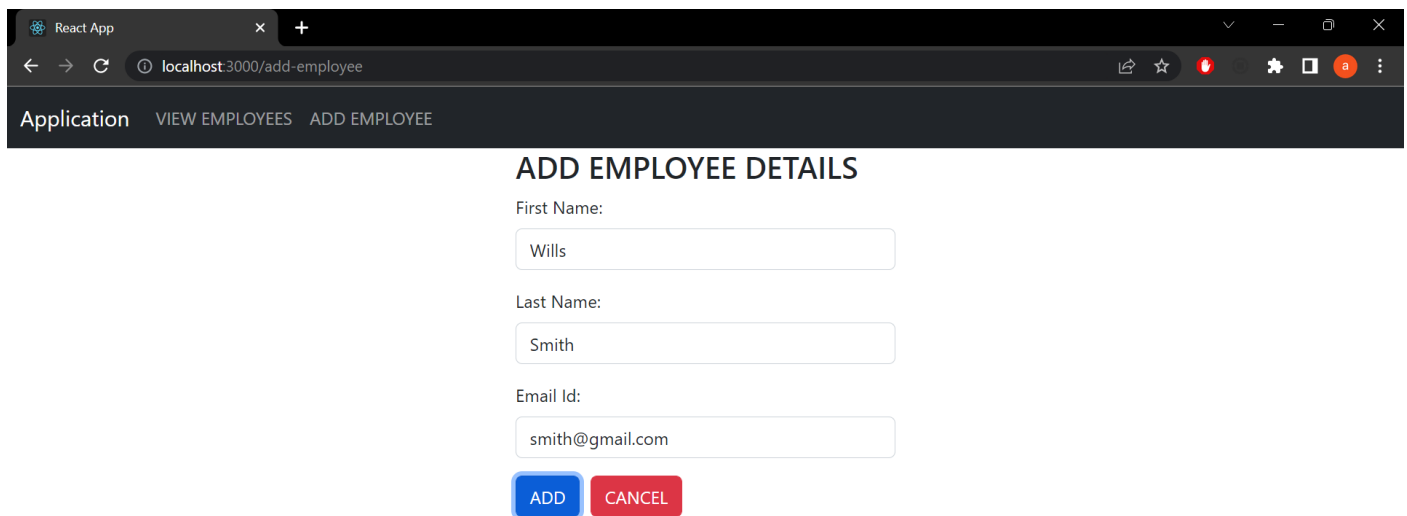 React App
localhost:3000/add-employee
a
Application VIEW EMPLOYEES ADD EMPLOYEE
ADD EMPLOYEE DETAILS
First Name:
Wills
Last Name:
Smith
Email Id:
smith@gmail.com
ADD CANCEL